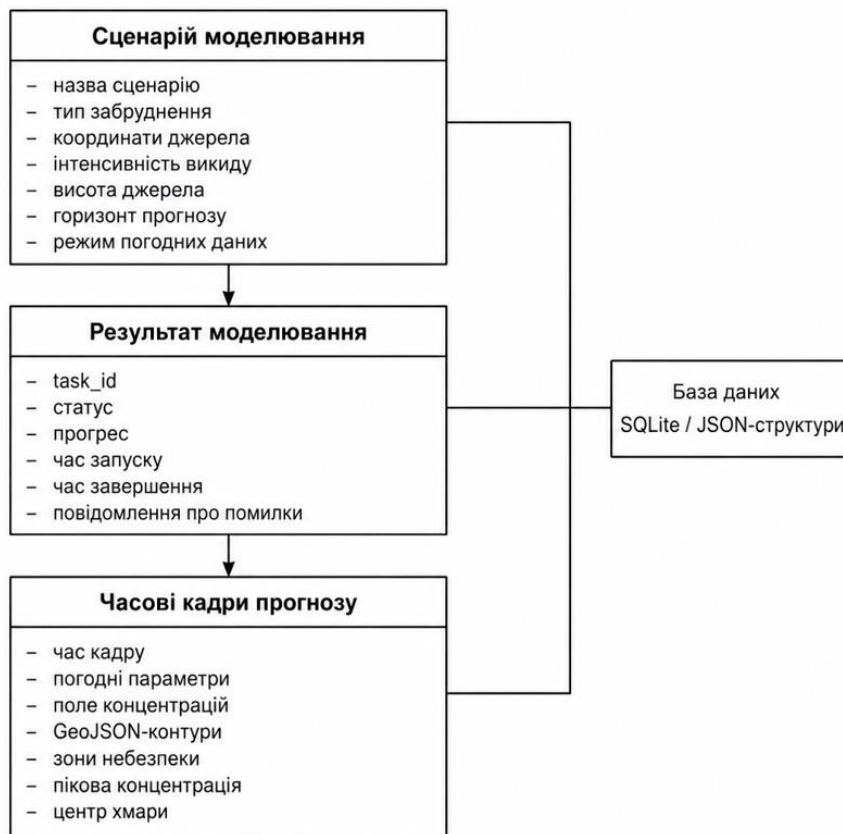 Сценарій моделювання
– назва сценарію
– тип забруднення
– координати джерела
– інтенсивність викиду
– висота джерела
– горизонт прогнозу
– режим погодних даних
Результат моделювання
– task_id
– статус
– прогрес
– час запуску
– час завершення
– повідомлення про помилки
База даних
SQLite / JSON-структури
Часові кадри прогнозу
– час кадру
– погодні параметри
– поле концентрацій
– GeoJSON-контури
– зони небезпеки
– пікова концентрація
– центр хмари